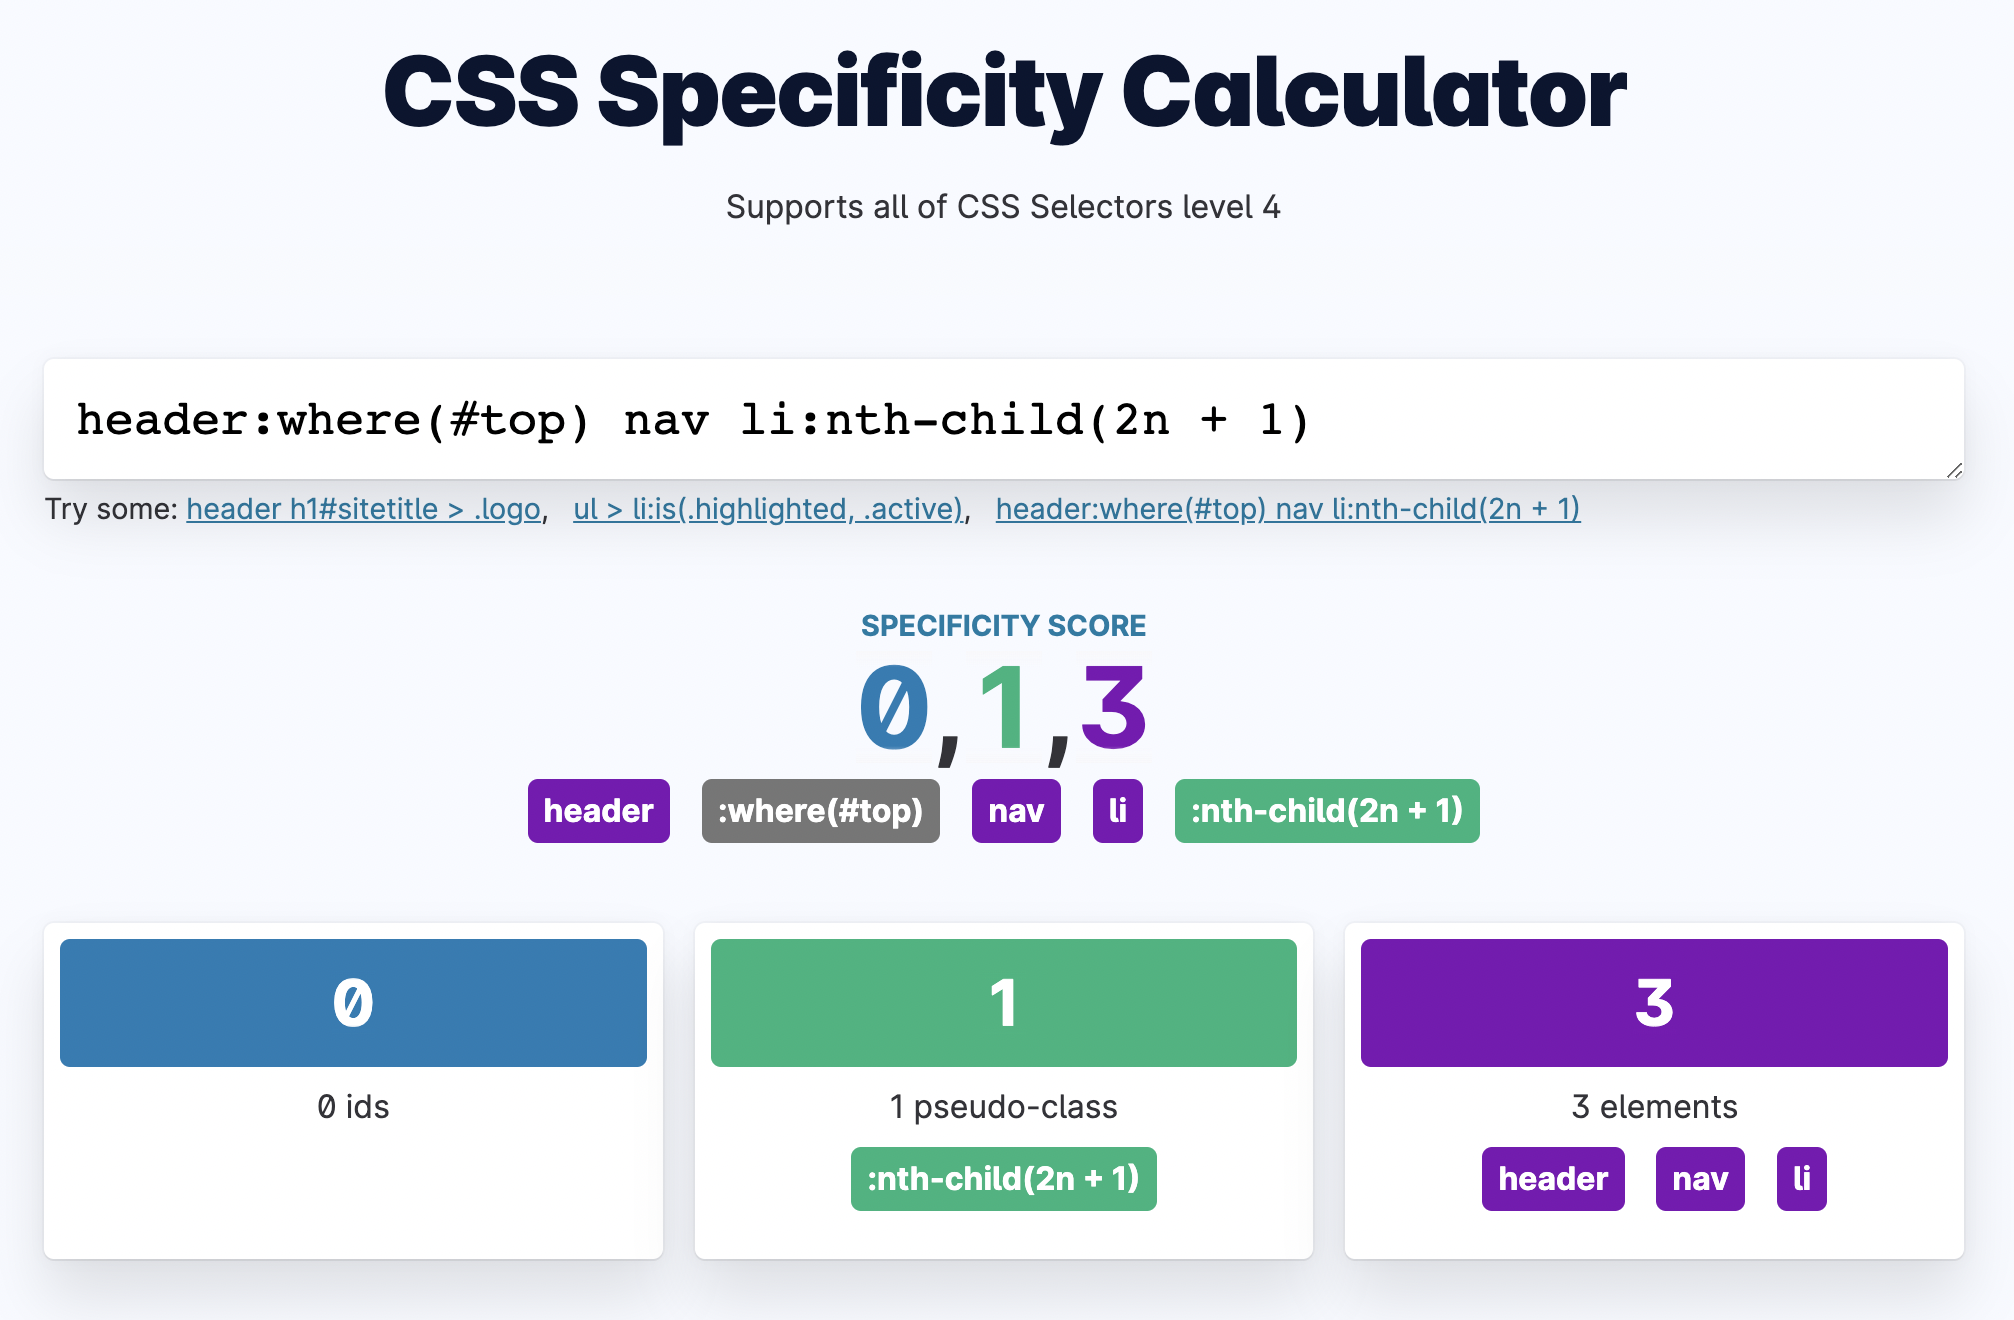 CSS Specificity Calculator
Supports all of CSS Selectors level 4
header:where(#top) nav li:nth-child(2n + 1)
Try some: header h1#sitetitle > .logo, ul > li:is(.highlighted, .active), header:where(#top) nav li:nth-child(2n + 1)
SPECIFICITY SCORE
0,1,3
header :where(#top) nav li :nth-child(2n + 1)
0 1 3
0 ids 1 pseudo-class 3 elements
:nth-child(2n + 1) header nav li